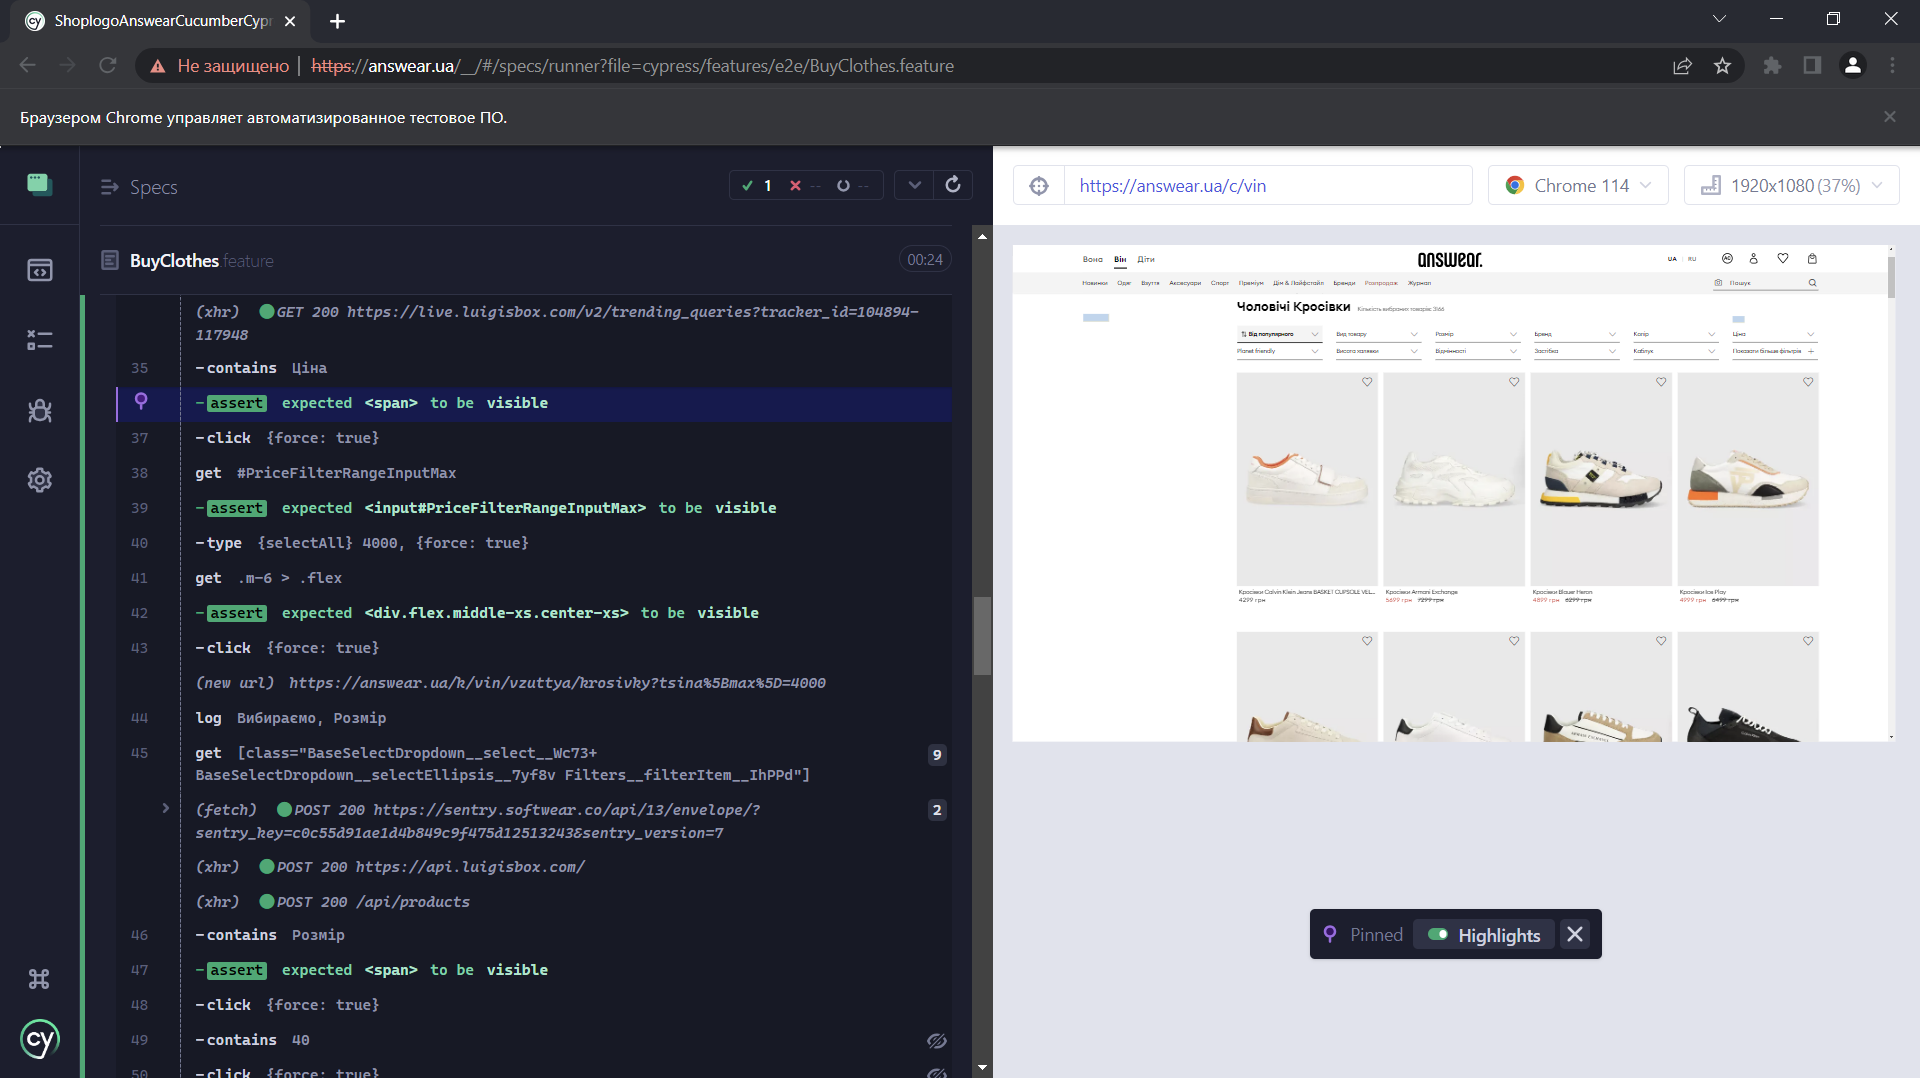 ShoplogoAnswearCucumberCypr
Не защищено
https://answear.ua/__/#/specs/runner?file=cypress/features/e2e/BuyClothes.feature
Браузером Chrome управляет автоматизированное тестовое ПО.
Specs
1
--
--
https://answear.ua/c/vin
Chrome 114
1920x1080 (37%)
BuyClothes.feature
00:24
(xhr) GET 200 https://live.luigisbox.com/v2/trending_queries?tracker_id=104894-
117948
35 -contains Ціна
-assert expected <span> to be visible
37 -click {force: true}
38 get #PriceFilterRangeInputMax
39 -assert expected <input#PriceFilterRangeInputMax> to be visible
40 -type {selectAll} 4000, {force: true}
41 get .m-6 > .flex
42 -assert expected <div.flex.middle-xs.center-xs> to be visible
43 -click {force: true}
(new url) https://answear.ua/k/vin/vzuttya/krosivky?tsina%5Bmax%5D=4000
44 log Вибираємо, Розмір
45 get [class="BaseSelectDropdown__select__Wc73+
BaseSelectDropdown__selectEllipsis__7yf8v Filters__filterItem__IhPPd"]
9
(fetch) POST 200 https://sentry.softwear.co/api/13/envelope/?
sentry_key=c0c55d91ae1d4b849c9f475d12513243&sentry_version=7
2
(xhr) POST 200 https://api.luigisbox.com/
(xhr) POST 200 /api/products
46 -contains Розмір
47 -assert expected <span> to be visible
48 -click {force: true}
49 -contains 40
50 -click {force: true}
cy
Вона Він Діти
answear.
UA RU
Новинки Одяг Взуття Аксесуари Спорт Преміум Дім & Лайфстайл Бренди Розпродаж Журнал
Пошук
Чоловічі Кросівки Кількість вибраних товарів: 3166
Від популярного Вид товару Розмір Бренд Колір Ціна
Planet friendly Висота халявки Відмінності Застібка Каблук Показати більше фільтрів
Кросівки Calvin Klein Jeans BASKET CUPSOLE VEL...
4299 грн
Кросівки Armani Exchange
5699 грн 7299 грн
Кросівки Blauer Heron
4899 грн 6299 грн
Кросівки Ice Play
4999 грн 6499 грн
Pinned
Highlights